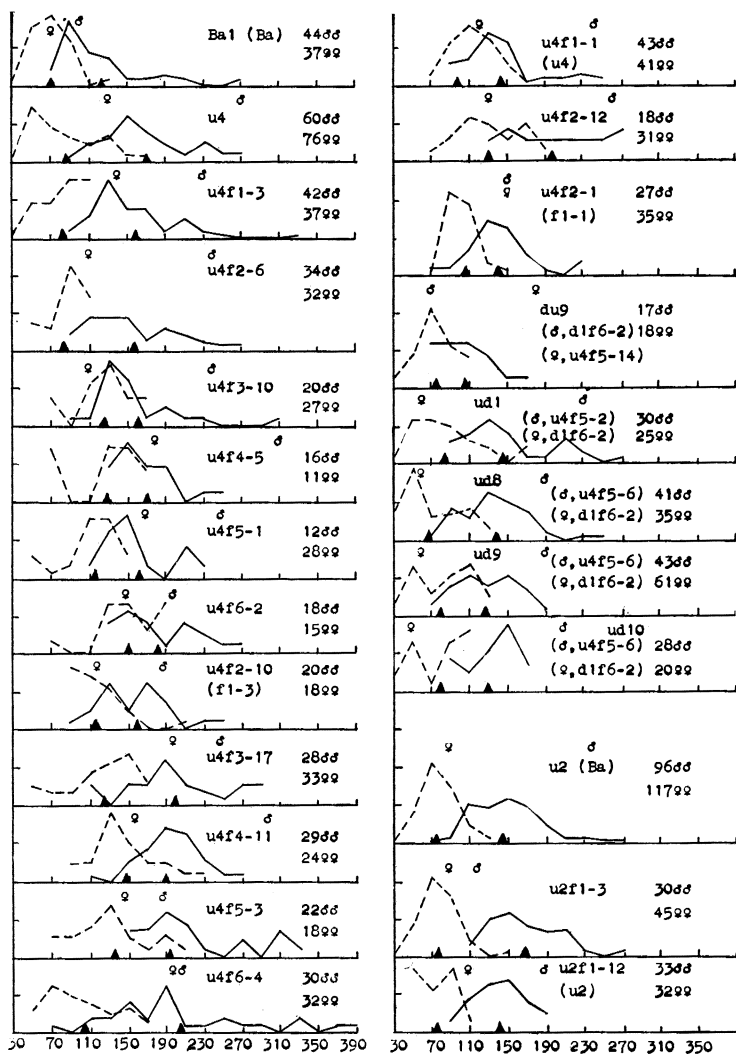 ♀ ♂
Ba1 (Ba) 44♂♂
37♀♀
♀ ♂
u4 60♂♂
76♀♀
♀ ♂
u4f1-3 42♂♂
37♀♀
♀ ♂
u4f2-6 34♂♂
32♀♀
♀ ♂
u4f3-10 20♂♂
27♀♀
♀ ♂
u4f4-5 16♂♂
11♀♀
♀ ♂
u4f5-1 12♂♂
28♀♀
♀ ♂
u4f6-2 18♂♂
15♀♀
♀ ♂
u4f2-10 20♂♂
(f1-3) 18♀♀
♀ ♂
u4f3-17 28♂♂
33♀♀
♀ ♂
u4f4-11 29♂♂
24♀♀
♀ ♂
u4f5-3 22♂♂
18♀♀
♀♂
u4f6-4 30♂♂
32♀♀
30 70 110 150 190 230 270 310 350 390
♀ ♂
u4f1-1 43♂♂
(u4) 41♀♀
♀ ♂
u4f2-12 18♂♂
31♀♀
♂
♀
u4f2-1 27♂♂
(f1-1) 35♀♀
♂ ♀
du9 17♂♂
(♂,d1f6-2) 18♀♀
(♀,u4f5-14)
♀ ♂
ud1
(♂,u4f5-2) 30♂♂
(♀,d1f6-2) 25♀♀
♀ ♂
ud8 (♂,u4f5-6) 41♂♂
(♀,d1f6-2) 35♀♀
♀ ♂
ud9 (♂,u4f5-6) 43♂♂
(♀,d1f6-2) 61♀♀
♀ ♂ ud10
(♂,u4f5-6) 28♂♂
(♀,d1f6-2) 20♀♀
♀ ♂
u2 (Ba) 96♂♂
117♀♀
♀ ♂
u2f1-3 30♂♂
45♀♀
♀ ♂
u2f1-12 33♂♂
(u2) 32♀♀
30 70 110 150 190 230 270 310 350